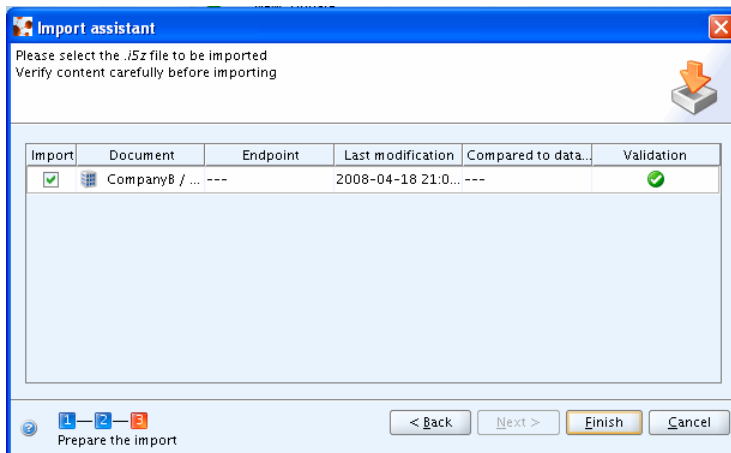 Import assistant
Please select the .i5z file to be imported
Verify content carefully before importing
Import Document Endpoint Last modification Compared to data... Validation
CompanyB / ... --- 2008-04-18 21:0... ---
1 2 3
Prepare the import
< Back Next > Finish Cancel